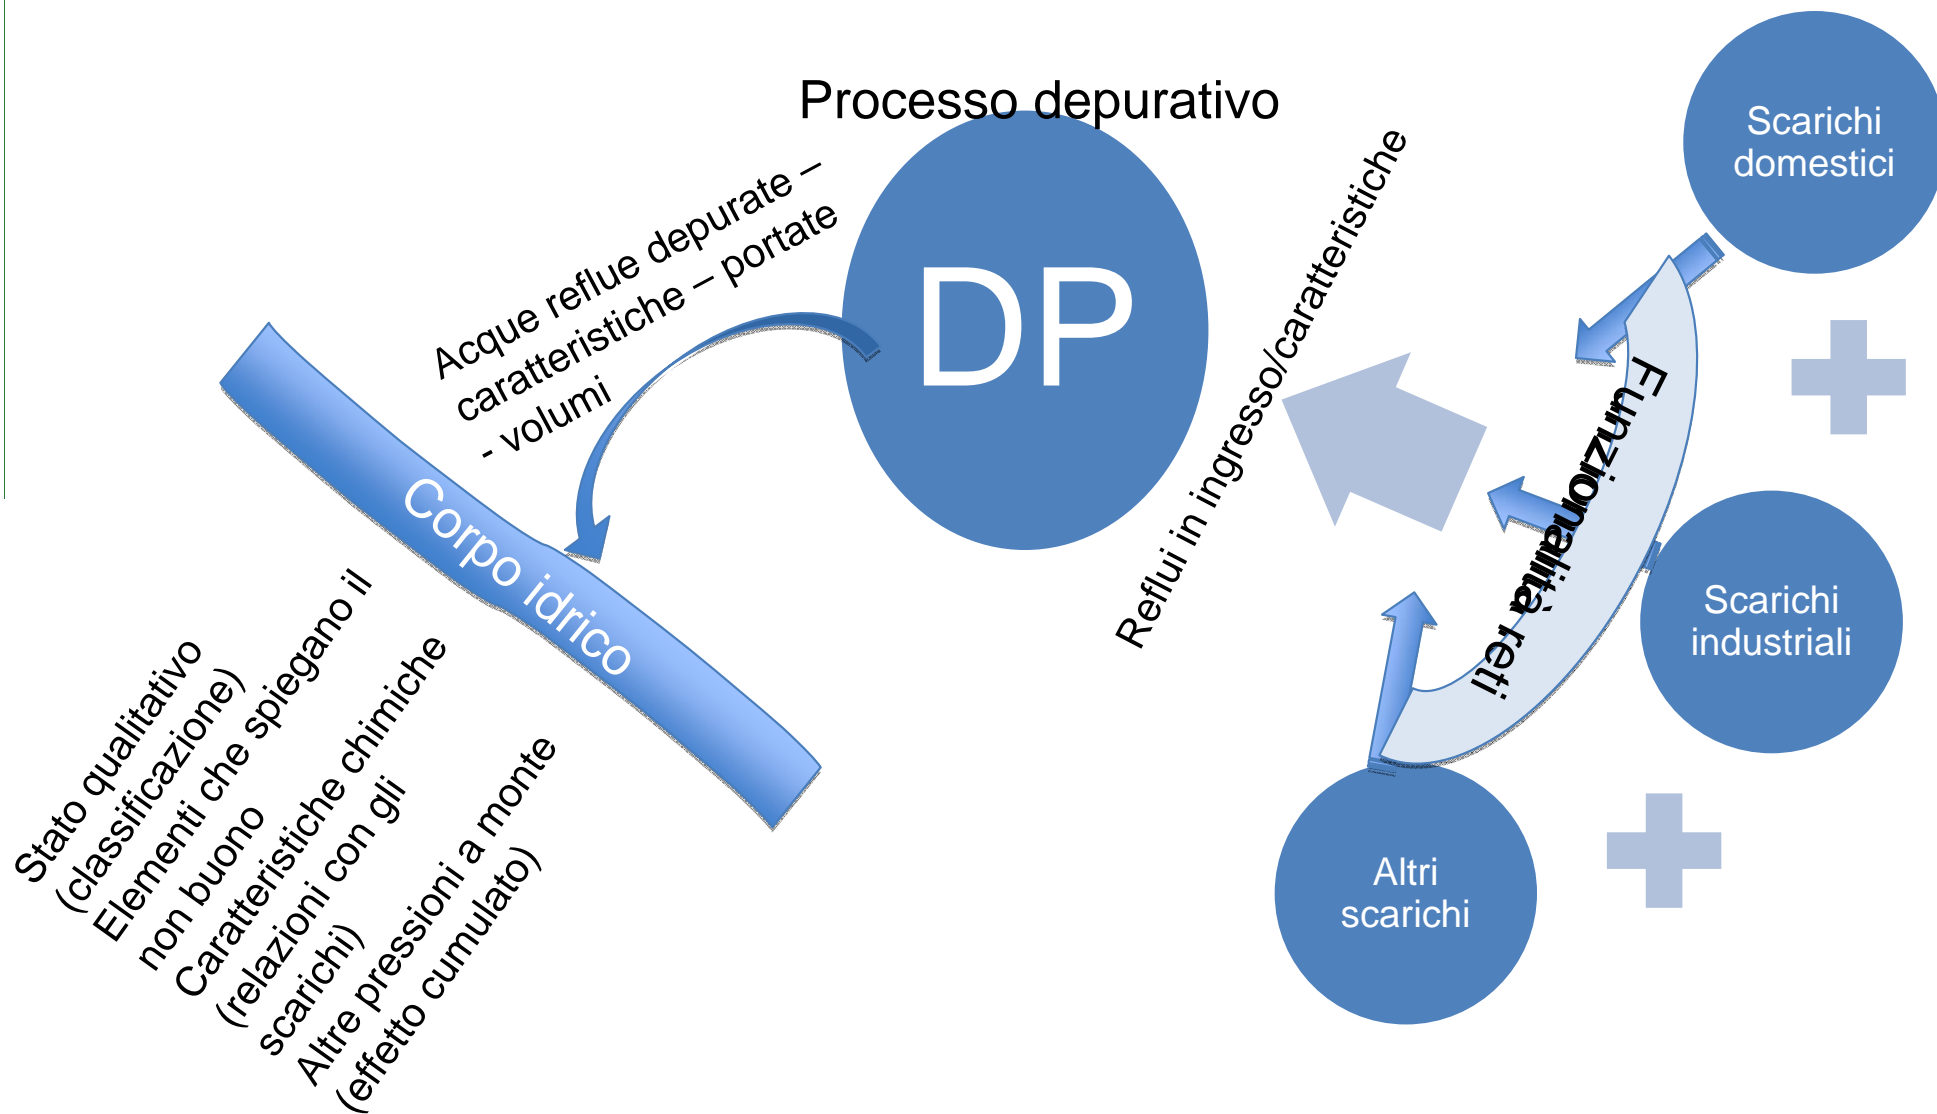 Processo depurativo
Scarichi
domestici
Acque reflue depurate –
caratteristiche – portate
- volumi
DP
Reflui in ingresso/caratteristiche
Funzionalità reti
Corpo idrico
Scarichi
industriali
Altri
scarichi
Stato qualitativo
(classificazione)
Elementi che spiegano il
non buono
Caratteristiche chimiche
(relazioni con gli
scarichi)
Altre pressioni a monte
(effetto cumulato)